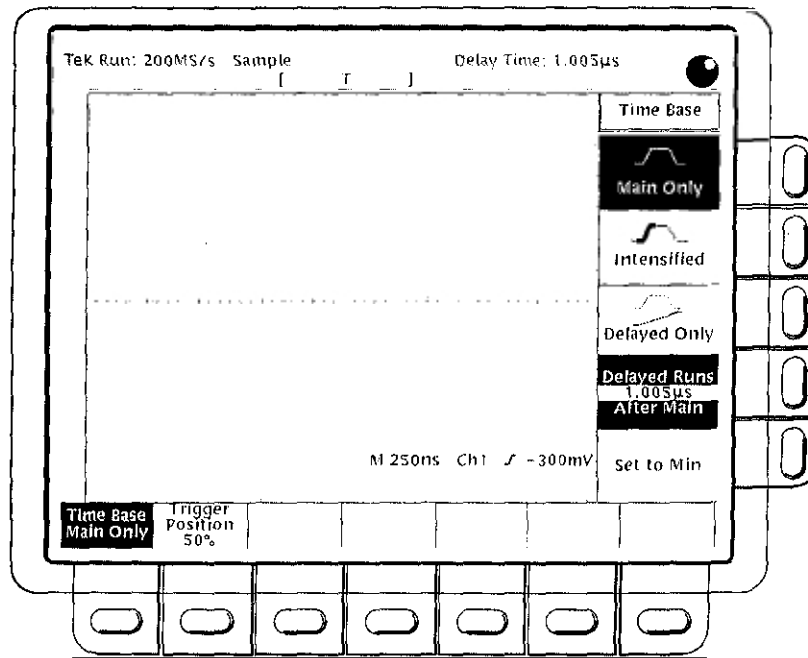 Tek Run: 200MS/s Sample Delay Time: 1.005µs
[ T ]
Time Base
Main Only
Intensified
Delayed Only
Delayed Runs
1.005µs
After Main
M 250ns Ch1 ƒ -300mV
Set to Min
Time Base
Main Only
Trigger
Position
50%